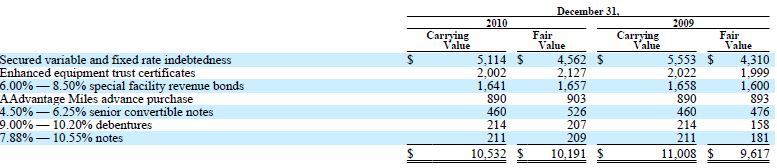 December 31,
2010 2009
Carrying Fair Carrying Fair
Value Value Value Value
Secured variable and fixed rate indebtedness $ 5,114 $ 4,562 $ 5,553 $ 4,310
Enhanced equipment trust certificates 2,002 2,127 2,022 1,999
6.00% — 8.50% special facility revenue bonds 1,641 1,657 1,658 1,600
AAdvantage Miles advance purchase 890 903 890 893
4.50% — 6.25% senior convertible notes 460 526 460 476
9.00% — 10.20% debentures 214 207 214 158
7.88% — 10.55% notes 211 209 211 181
$ 10,532 $ 10,191 $ 11,008 $ 9,617